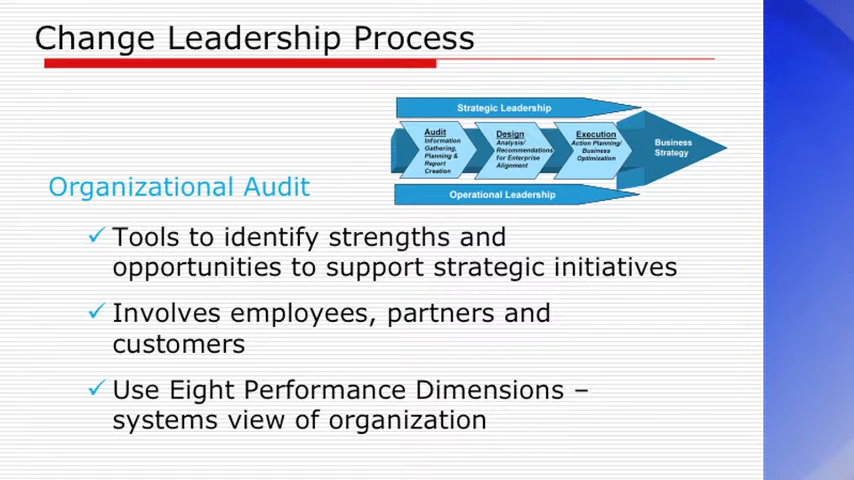 Change Leadership Process
Strategic Leadership
Audit
Information
Gathering,
Planning &
Report
Creation
Design
Analysis/
Recommendations
for Enterprise
Alignment
Execution
Action Planning/
Business
Optimization
Business
Strategy
Operational Leadership
Organizational Audit
Tools to identify strengths and
opportunities to support strategic initiatives
Involves employees, partners and
customers
Use Eight Performance Dimensions –
systems view of organization